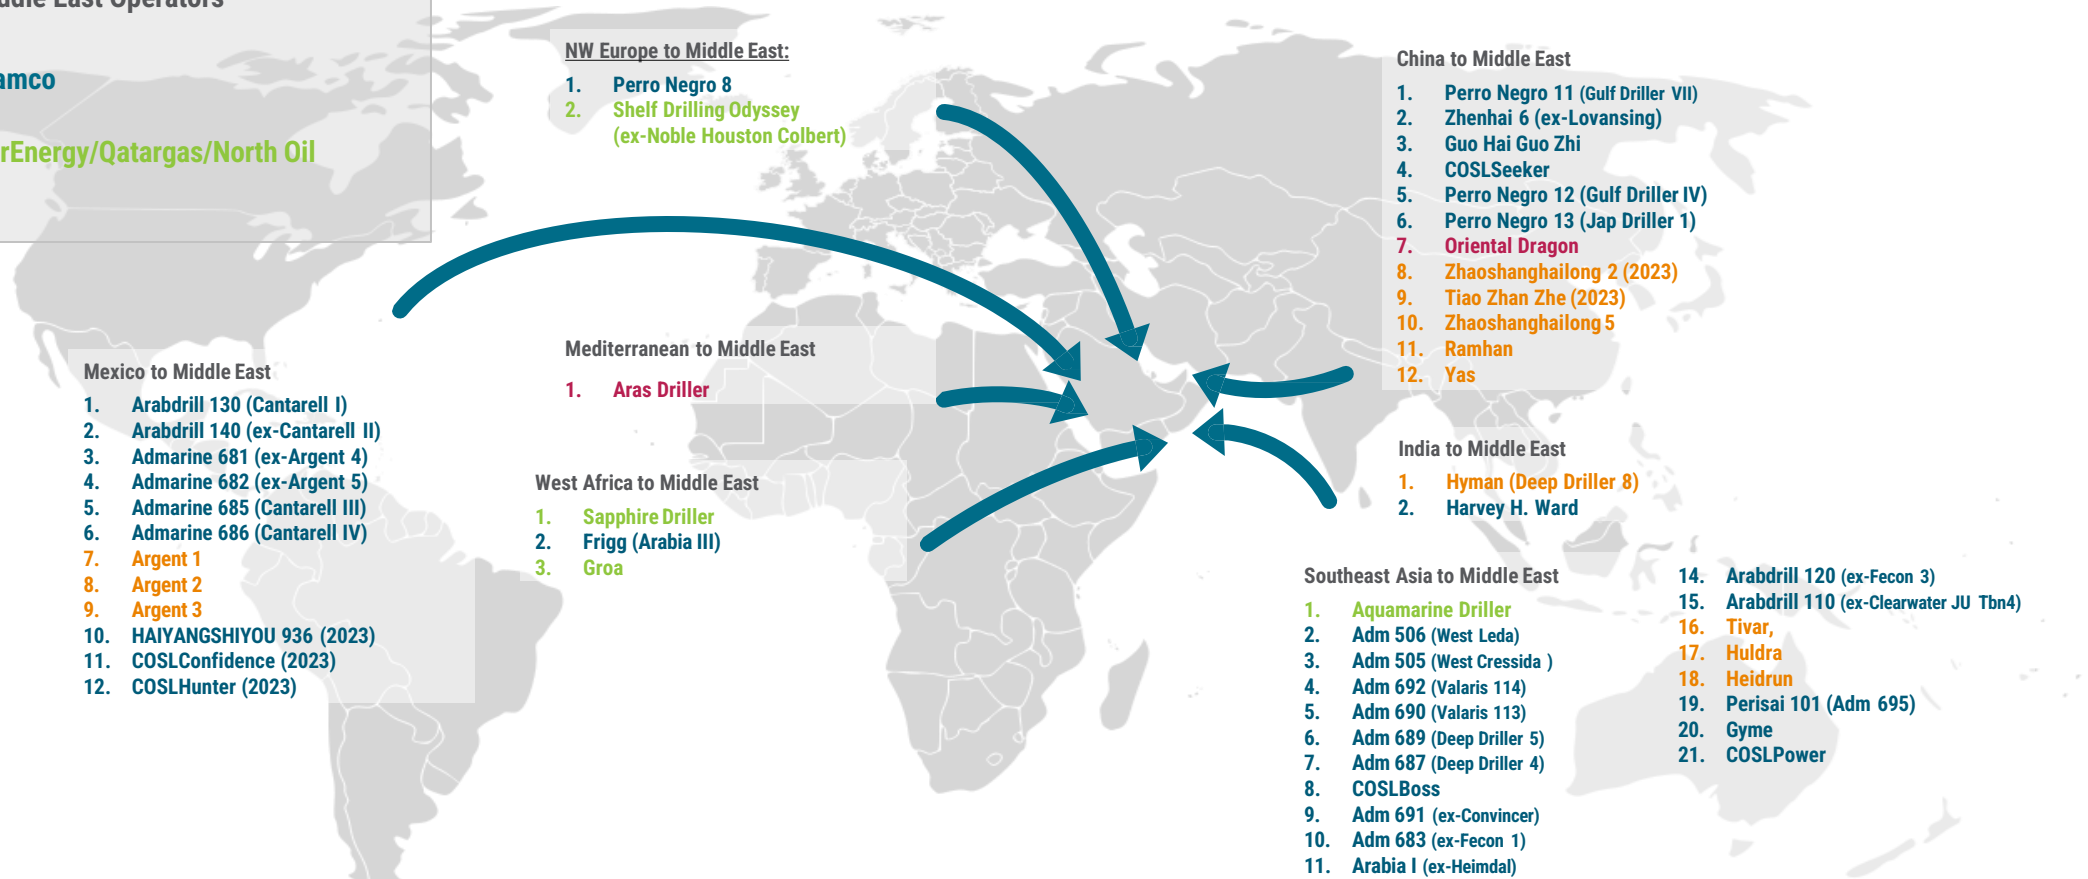 East Operators
NW Europe to Middle East:
1. Perro Negro 8
2. Shelf Drilling Odyssey
(ex-Noble Houston Colbert)
amco
rEnergy/Qatargas/North Oil
China to Middle East
1. Perro Negro 11 (Gulf Driller VII)
2. Zhenhai 6 (ex-Lovansing)
3. Guo Hai Guo Zhi
4. COSLSeeker
5. Perro Negro 12 (Gulf Driller IV)
6. Perro Negro 13 (Jap Driller 1)
7. Oriental Dragon
8. Zhaoshanghailong 2 (2023)
9. Tiao Zhan Zhe (2023)
10. Zhaoshanghailong 5
11. Ramhan
12. Yas
Mediterranean to Middle East
1. Aras Driller
Mexico to Middle East
1. Arabdrill 130 (Cantarell I)
2. Arabdrill 140 (ex-Cantarell II)
3. Admarine 681 (ex-Argent 4)
4. Admarine 682 (ex-Argent 5)
5. Admarine 685 (Cantarell III)
6. Admarine 686 (Cantarell IV)
7. Argent 1
8. Argent 2
9. Argent 3
10. HAIYANGSHIYOU 936 (2023)
11. COSLConfidence (2023)
12. COSLHunter (2023)
West Africa to Middle East
1. Sapphire Driller
2. Frigg (Arabia III)
3. Groa
India to Middle East
1. Hyman (Deep Driller 8)
2. Harvey H. Ward
Southeast Asia to Middle East
1. Aquamarine Driller
2. Adm 506 (West Leda)
3. Adm 505 (West Cressida )
4. Adm 692 (Valaris 114)
5. Adm 690 (Valaris 113)
6. Adm 689 (Deep Driller 5)
7. Adm 687 (Deep Driller 4)
8. COSLBoss
9. Adm 691 (ex-Convincer)
10. Adm 683 (ex-Fecon 1)
11. Arabia I (ex-Heimdal)
14. Arabdrill 120 (ex-Fecon 3)
15. Arabdrill 110 (ex-Clearwater JU Tbn4)
16. Tivar,
17. Huldra
18. Heidrun
19. Perisai 101 (Adm 695)
20. Gyme
21. COSLPower